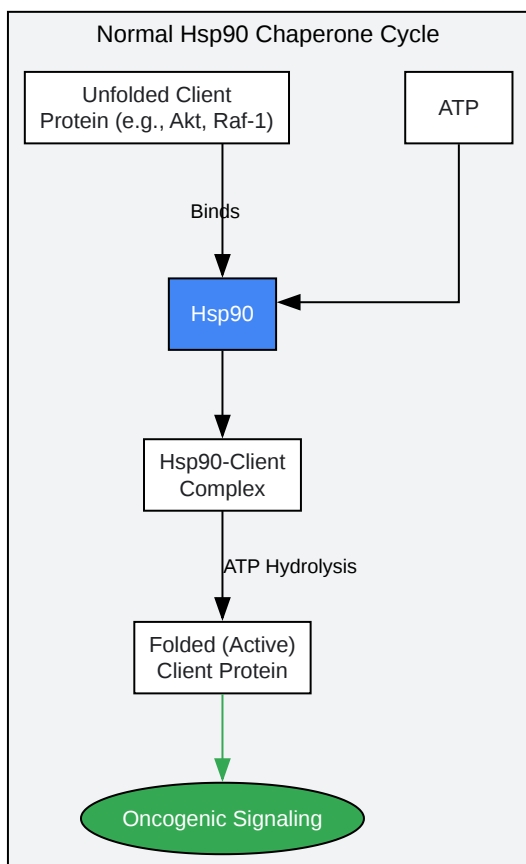 Normal Hsp90 Chaperone Cycle
Unfolded Client
Protein (e.g., Akt, Raf-1)
ATP
Binds
Hsp90
Hsp90-Client
Complex
ATP Hydrolysis
Folded (Active)
Client Protein
Oncogenic Signaling